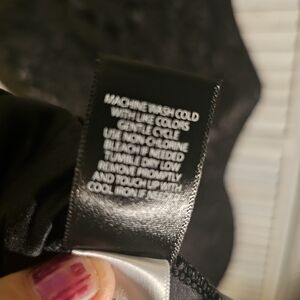 MACHINE WASH COLD
WITH LIKE COLORS
GENTLE CYCLE
USE NON-CHLORINE
BLEACH IF NEEDED
TUMBLE DRY LOW
REMOVE PROMPTLY
AND TOUCH UP WITH
COOL IRON IF